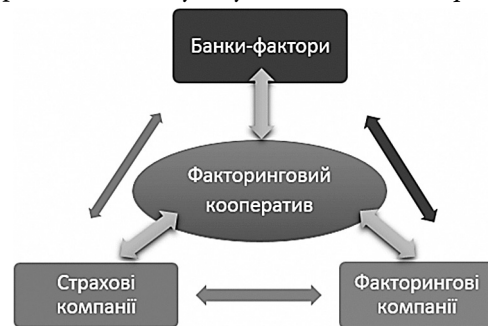 Банки-фактори
Факторинговий
кооператив
Страхові
компанії
Факторингові
компанії